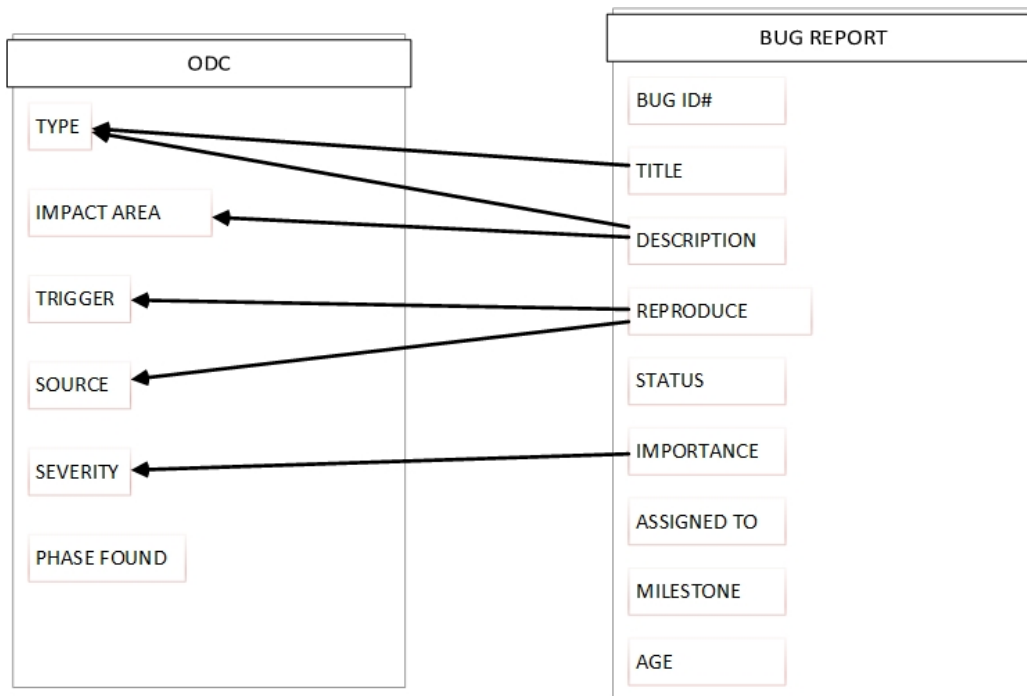 ODC
TYPE
IMPACT AREA
TRIGGER
SOURCE
SEVERITY
PHASE FOUND
BUG REPORT
BUG ID#
TITLE
DESCRIPTION
REPRODUCE
STATUS
IMPORTANCE
ASSIGNED TO
MILESTONE
AGE